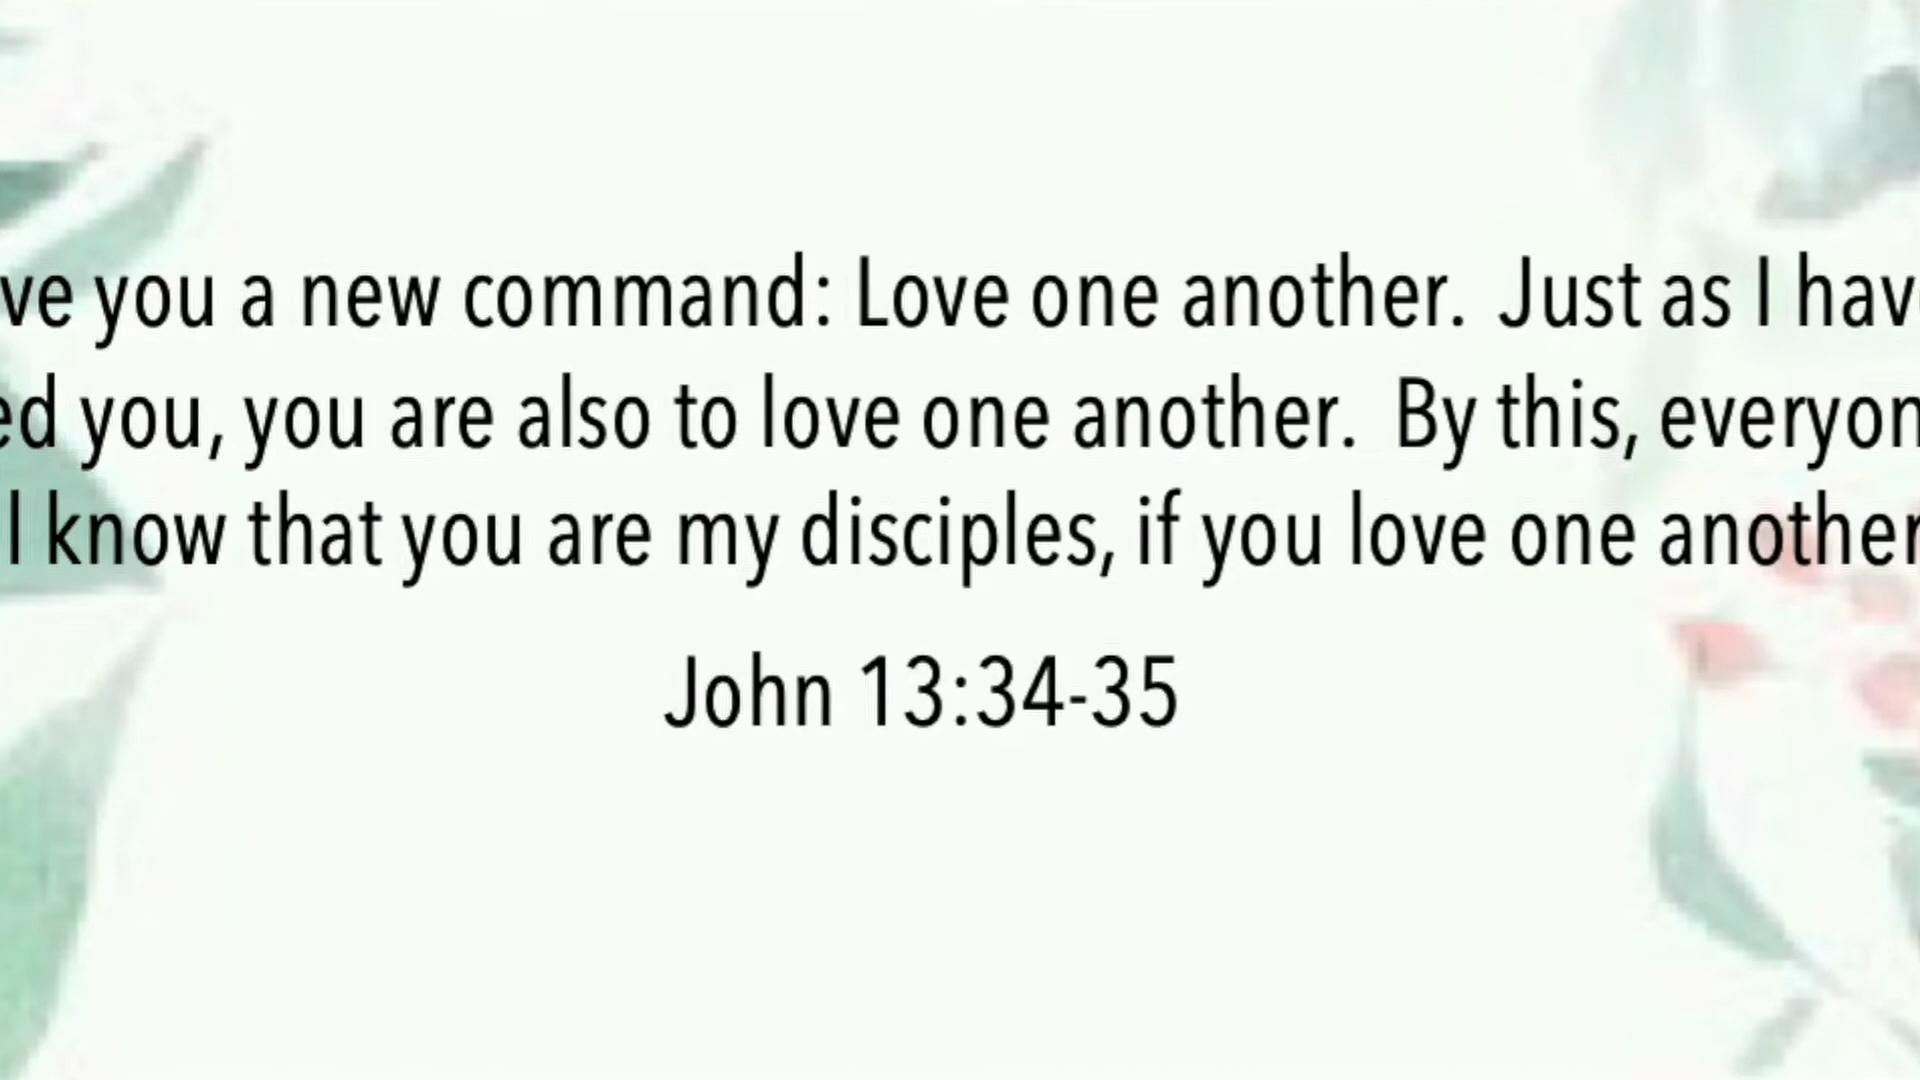 ve you a new command: Love one another. Just as I hav
ed you, you are also to love one another. By this, everyon
l know that you are my disciples, if you love one another
John 13:34-35